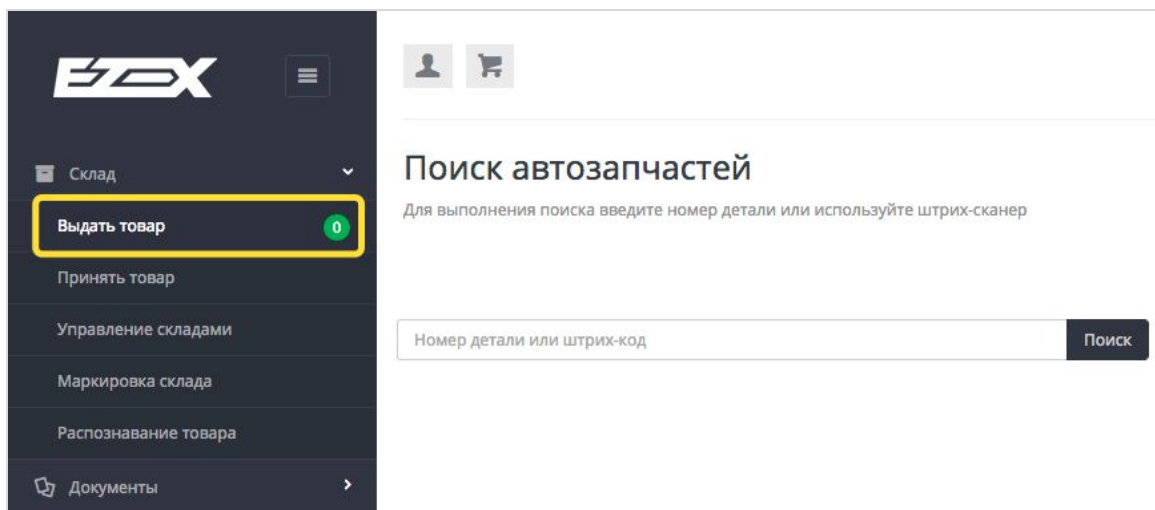 EZEX
Склад
Выдать товар
0
Принять товар
Управление складами
Маркировка склада
Распознавание товара
Документы
Поиск автозапчастей
Для выполнения поиска введите номер детали или используйте штрих-сканер
Номер детали или штрих-код
Поиск